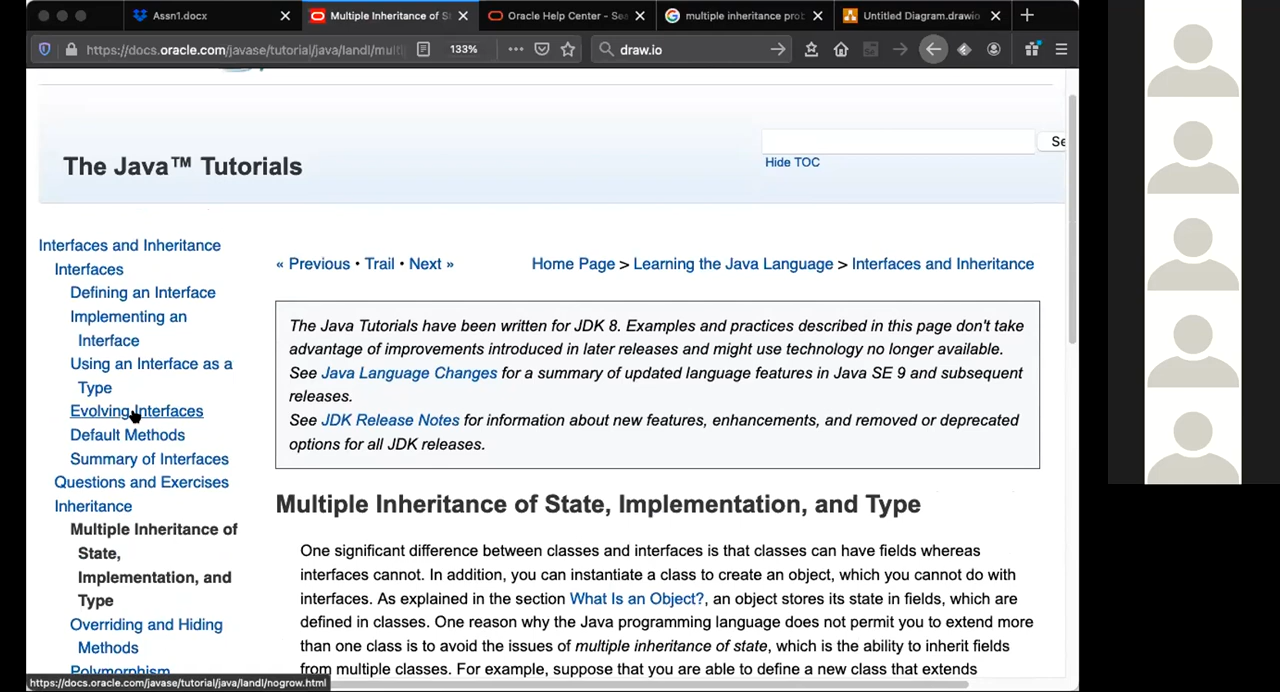 Assn1.docx
Multiple Inheritance of S
Oracle Help Center - Sea
multiple inheritance prob
Untitled Diagram.drawio
https://docs.oracle.com/javase/tutorial/java/IandI/multi
133%
draw.io
The Java™ Tutorials
Se
Hide TOC
Interfaces and Inheritance
Interfaces
Defining an Interface
Implementing an
Interface
Using an Interface as a
Type
Evolving Interfaces
Default Methods
Summary of Interfaces
Questions and Exercises
Inheritance
Multiple Inheritance of
State,
Implementation, and
Type
Overriding and Hiding
Methods
Polymorphism
« Previous • Trail • Next »
Home Page > Learning the Java Language > Interfaces and Inheritance
The Java Tutorials have been written for JDK 8. Examples and practices described in this page don't take
advantage of improvements introduced in later releases and might use technology no longer available.
See Java Language Changes for a summary of updated language features in Java SE 9 and subsequent
releases.
See JDK Release Notes for information about new features, enhancements, and removed or deprecated
options for all JDK releases.
Multiple Inheritance of State, Implementation, and Type
One significant difference between classes and interfaces is that classes can have fields whereas
interfaces cannot. In addition, you can instantiate a class to create an object, which you cannot do with
interfaces. As explained in the section What Is an Object?, an object stores its state in fields, which are
defined in classes. One reason why the Java programming language does not permit you to extend more
than one class is to avoid the issues of multiple inheritance of state, which is the ability to inherit fields
from multiple classes. For example, suppose that you are able to define a new class that extends
https://docs.oracle.com/javase/tutorial/java/IandI/nogrow.html